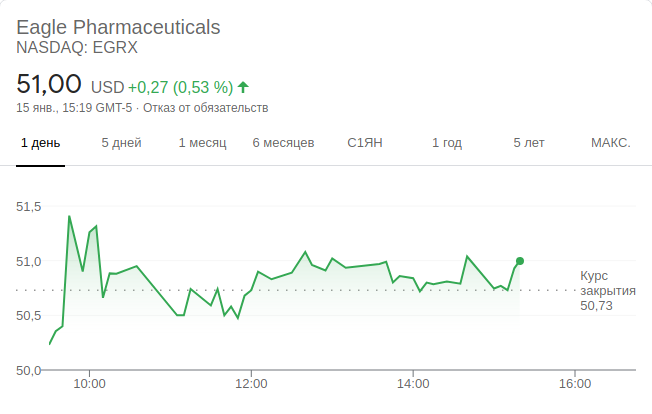 Eagle Pharmaceuticals
NASDAQ: EGRX
51,00 USD +0,27 (0,53 %)
15 янв., 15:19 GMT-5 · Отказ от обязательств
1 день 5 дней 1 месяц 6 месяцев С1ЯН 1 год 5 лет МАКС.
51,5
51,0
Курс
закрытия
50,73
50,5
50,0
10:00 12:00 14:00 16:00